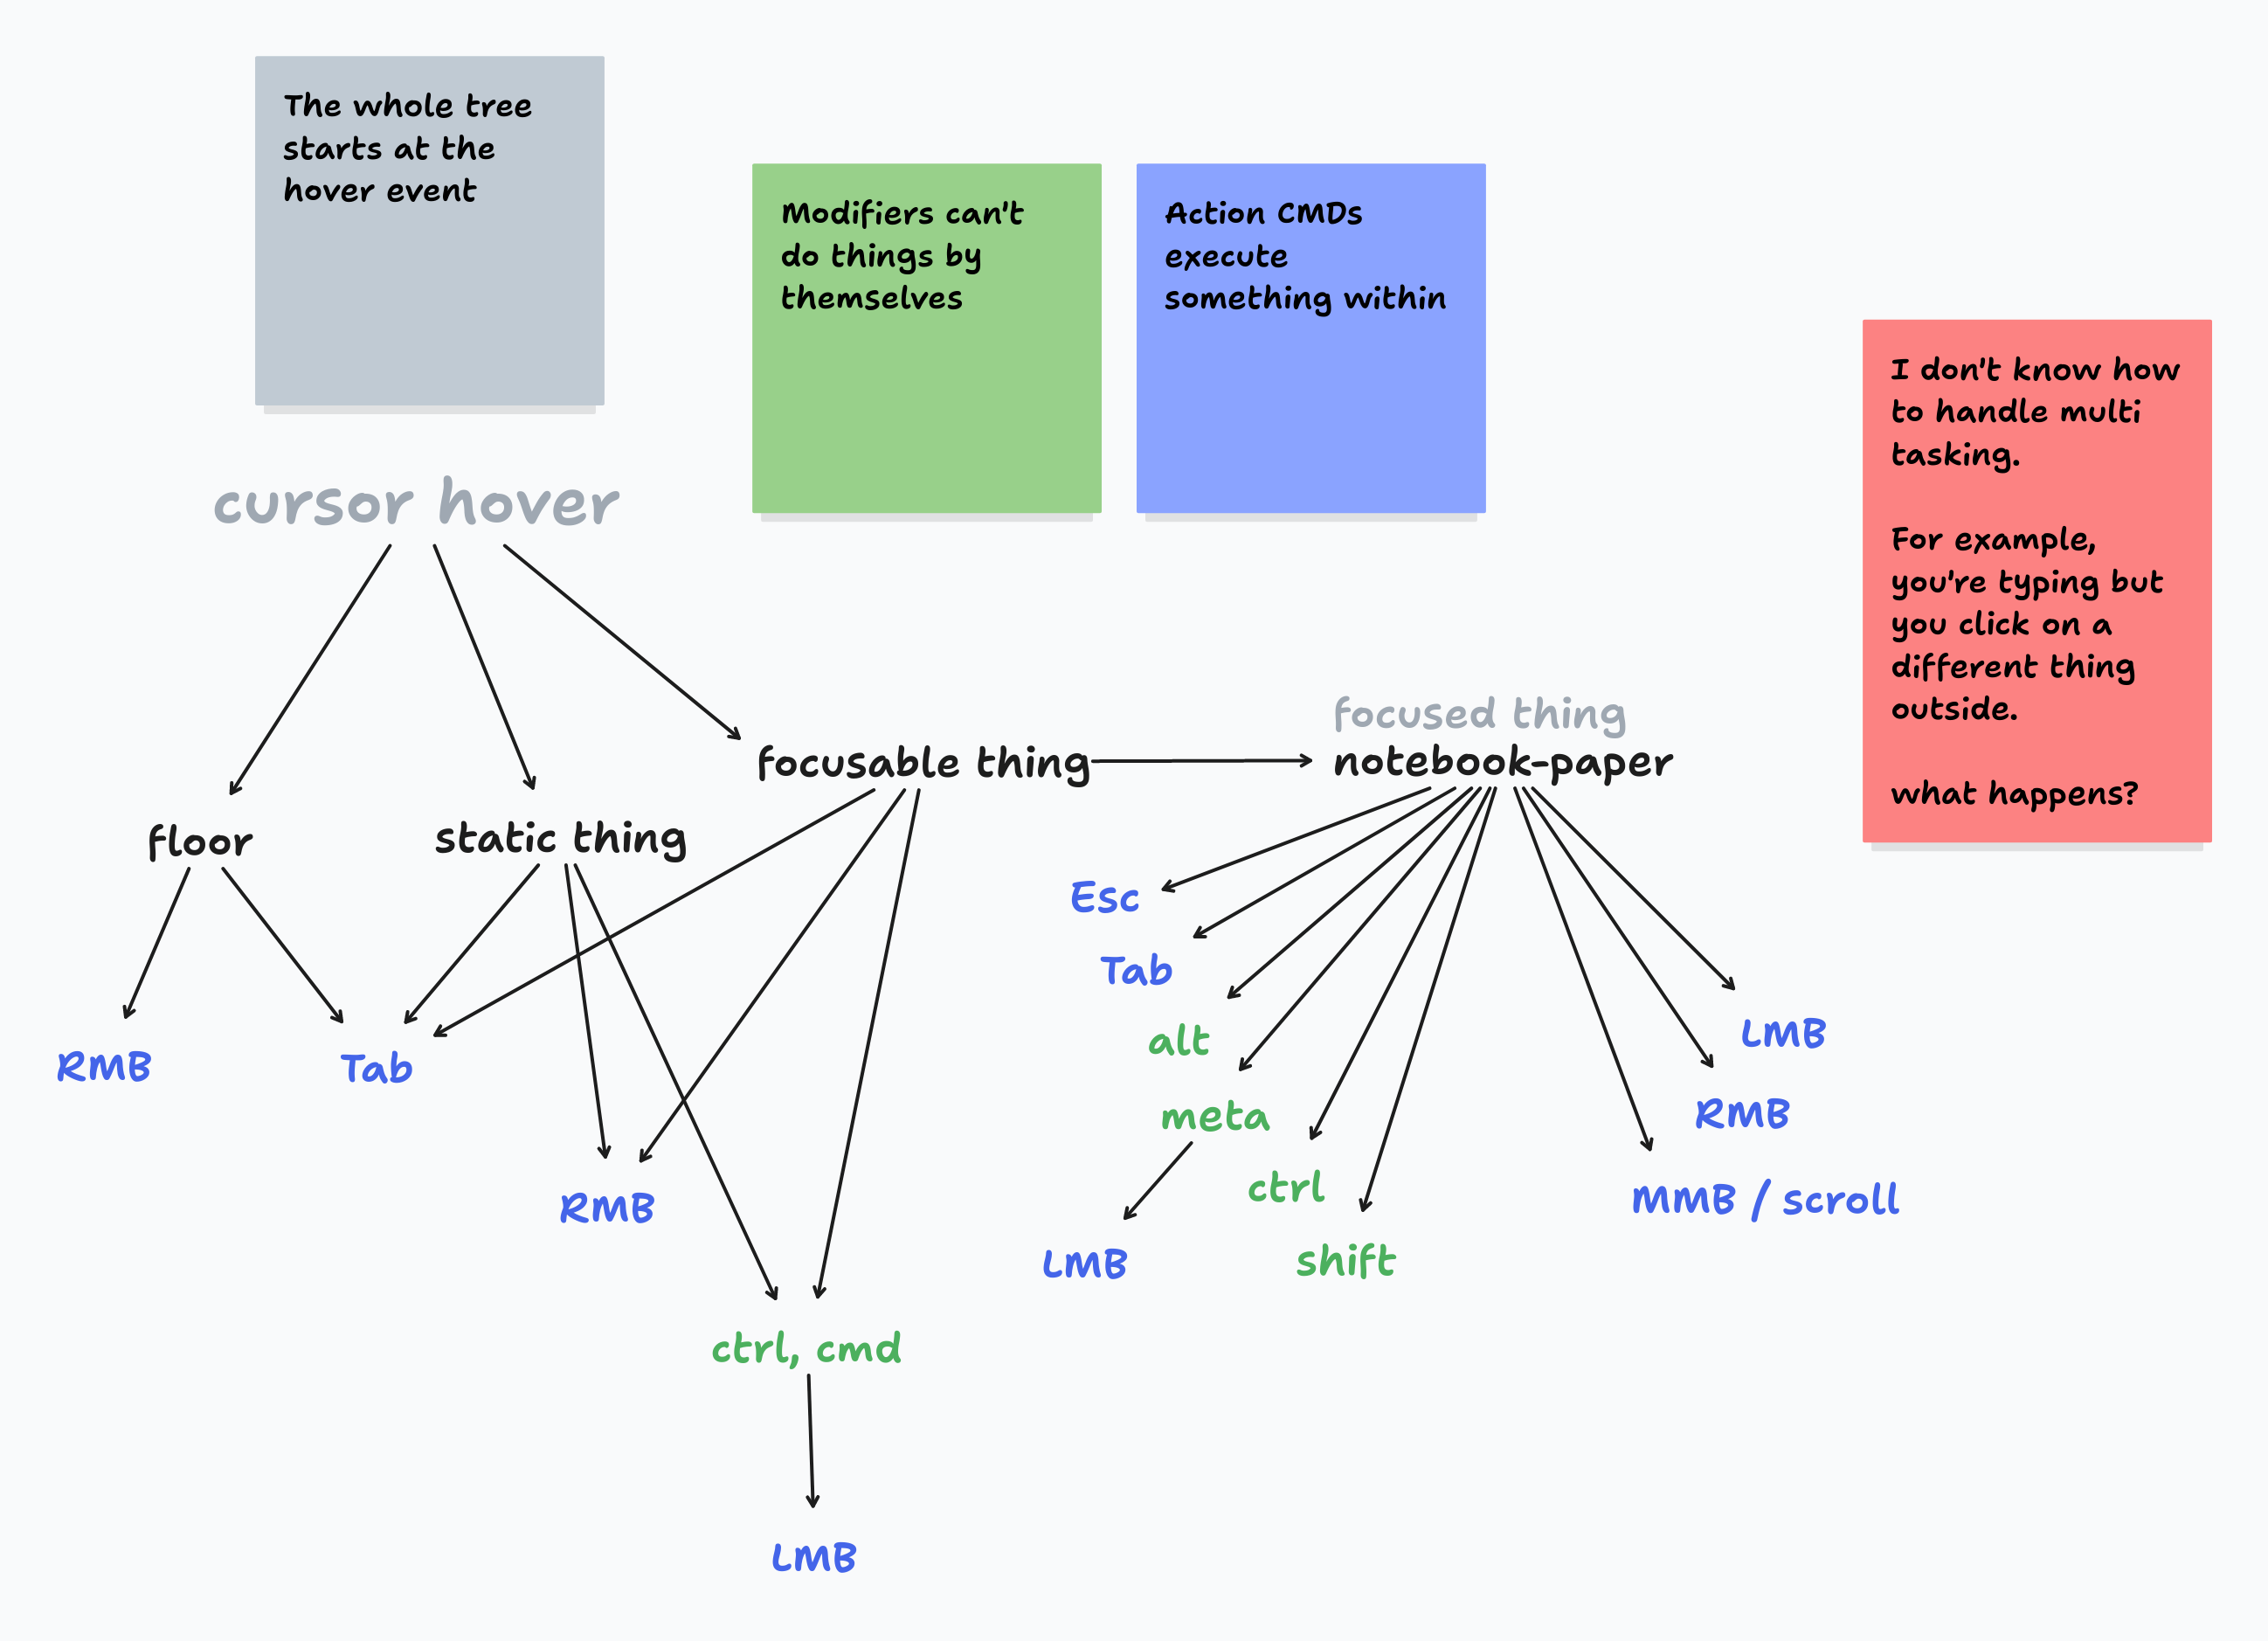 The whole tree
starts at the
hover event
Modifiers can't
do things by
themselves
Action CMDs
execute
something within
I don't know how
to handle multi
tasking.
For example,
you're typing but
you click on a
different thing
outside.
what happens?
cursor hover
focused thing
focusable thing
notebook-paper
floor
static thing
Esc
Tab
alt
meta
ctrl
shift
LMB
LMB
RMB
MMB / scroll
RMB
Tab
RMB
ctrl, cmd
LMB